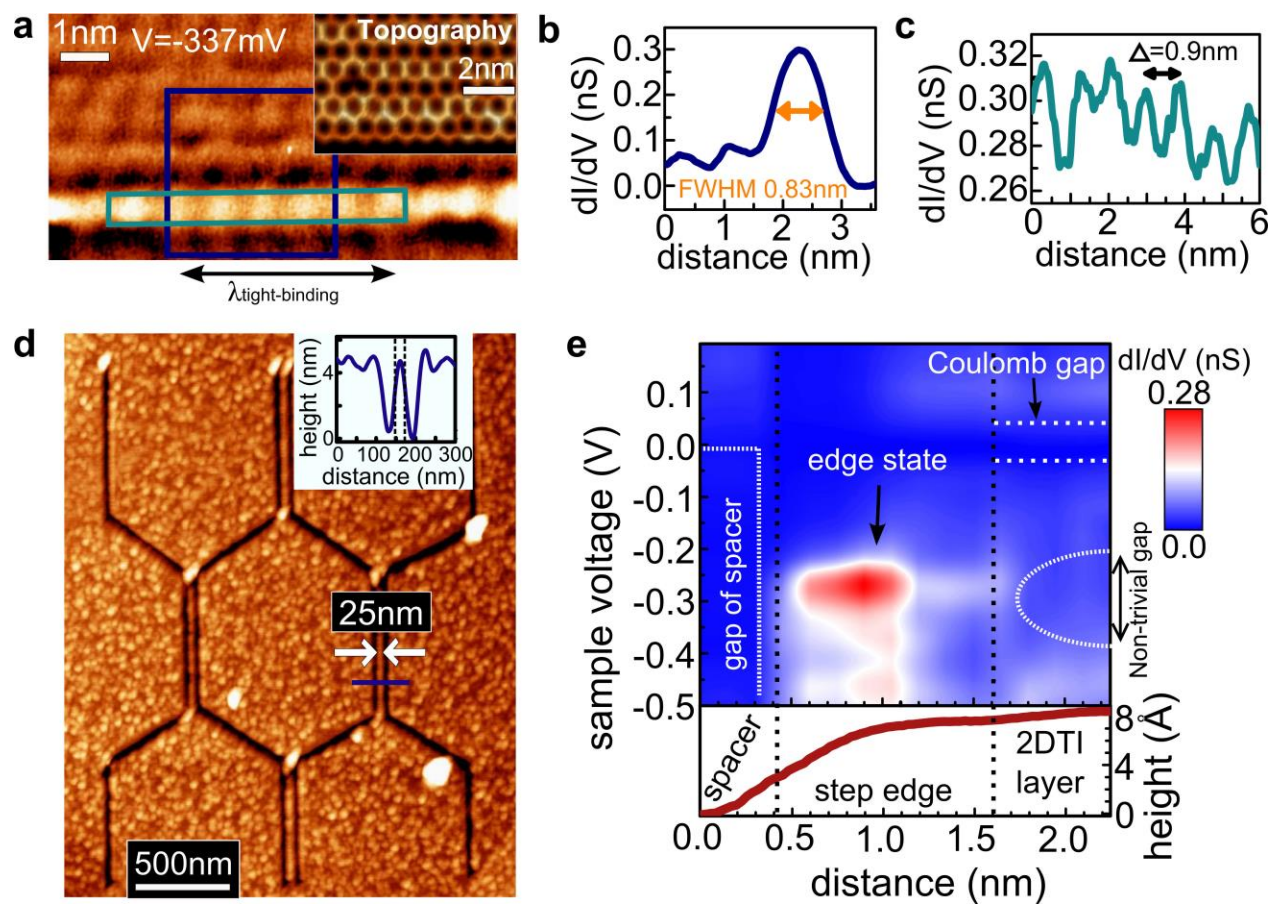 a
1nm
V=-337mV
Topography
2nm
λtight-binding
b
dI/dV (nS)
0.3
0.2
0.1
0.0
FWHM 0.83nm
0 1 2 3
distance (nm)
c
dI/dV (nS)
0.32
0.30
0.28
0.26
Δ=0.9nm
0 2 4 6
distance (nm)
d
height (nm)
4
0
0 100 200 300
distance (nm)
25nm
500nm
e
sample voltage (V)
0.1
0.0
-0.1
-0.2
-0.3
-0.4
-0.5
Coulomb gap
edge state
gap of spacer
Non-trivial gap
dI/dV (nS)
0.28
0.0
spacer
step edge
2DTI
layer
8
4
0
height (Å)
0.0 0.5 1.0 1.5 2.0
distance (nm)